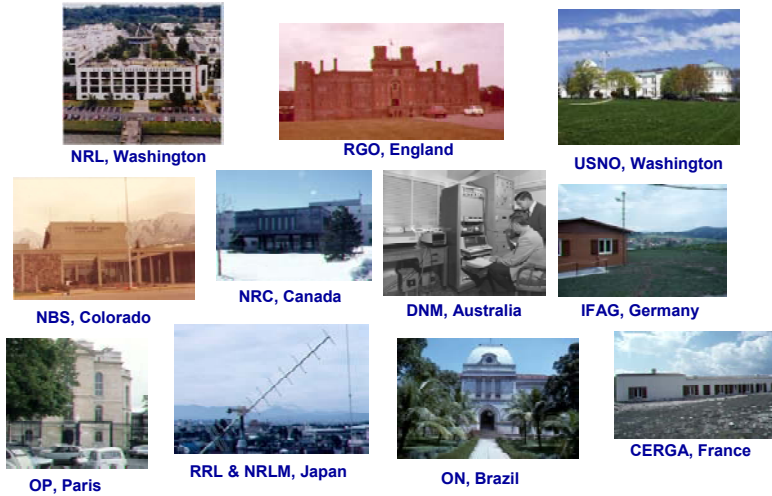 NRL, Washington
RGO, England
USNO, Washington
NBS, Colorado
NRC, Canada
DNM, Australia
IFAG, Germany
OP, Paris
RRL & NRLM, Japan
ON, Brazil
CERGA, France